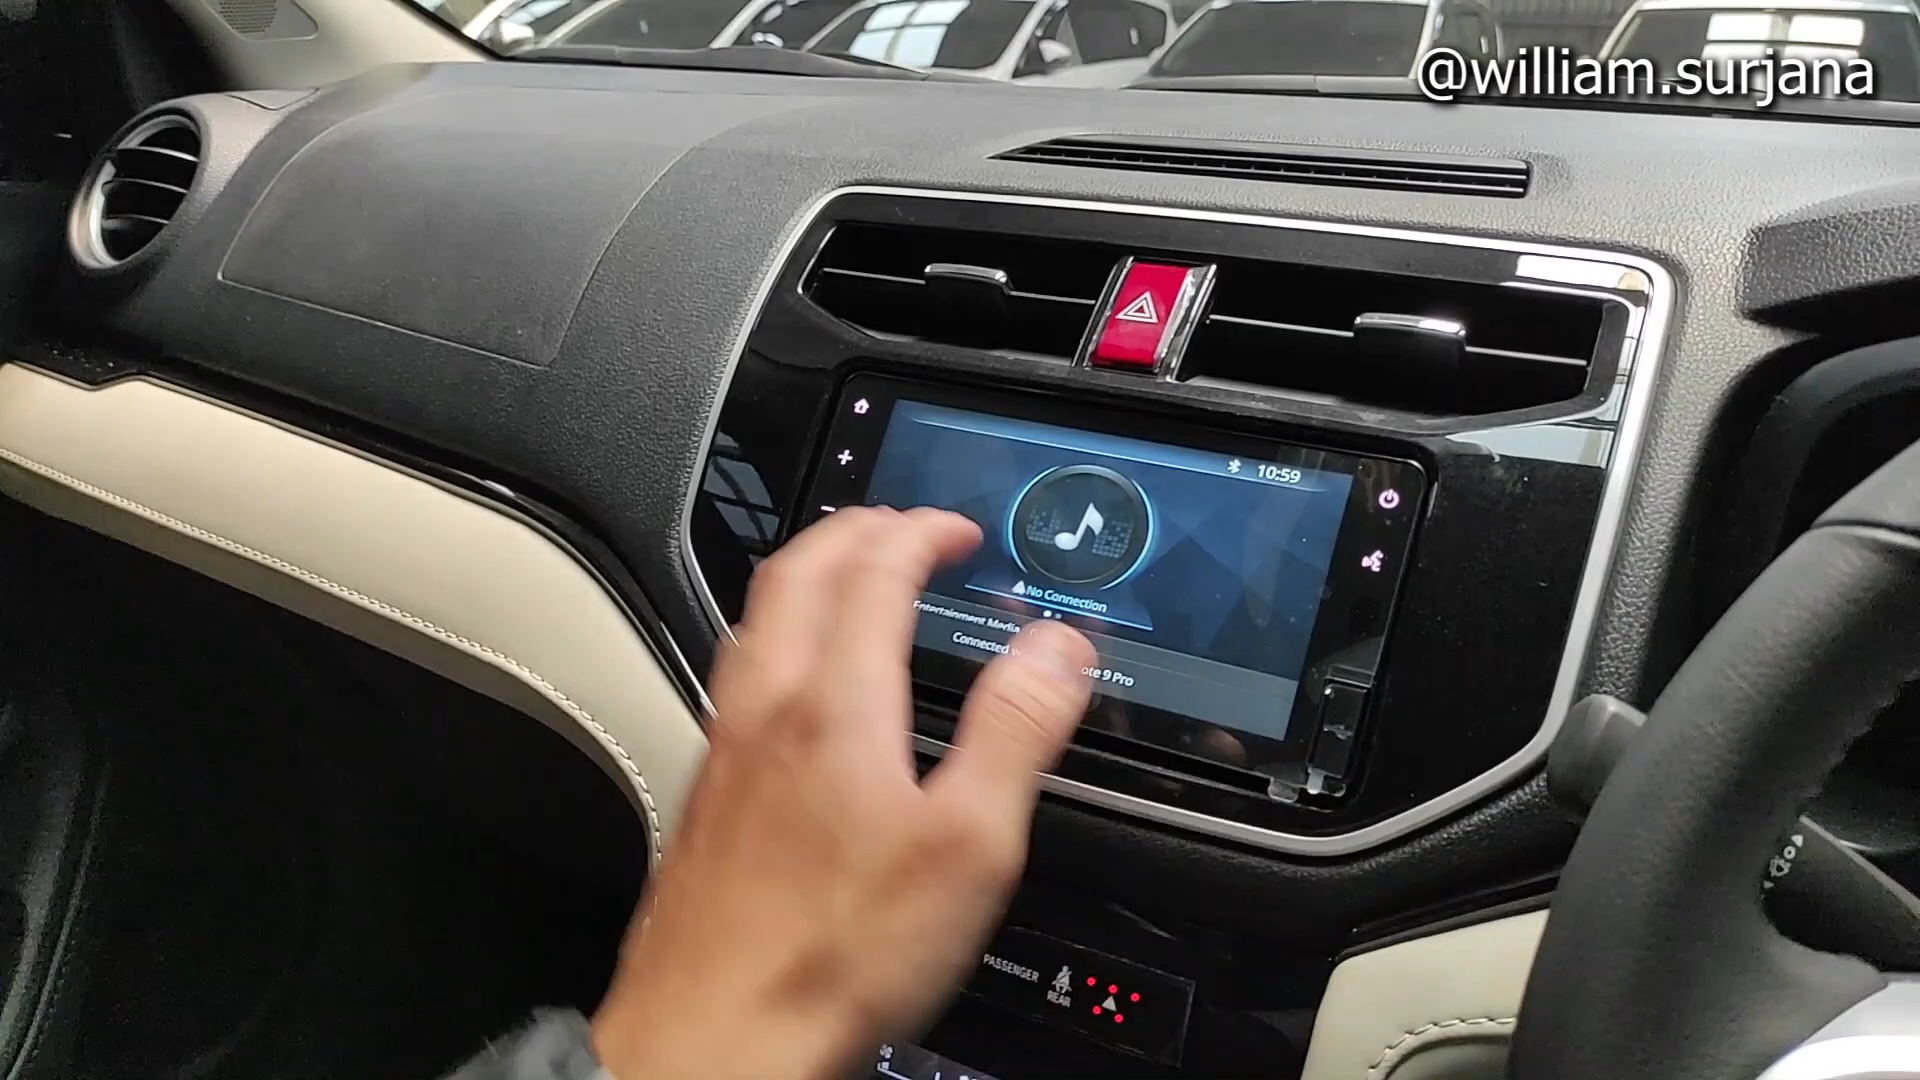 @william.surjana
10:59
No Connection
Entertainment Media
Connected
ote 9 Pro
PASSENGER
REAR